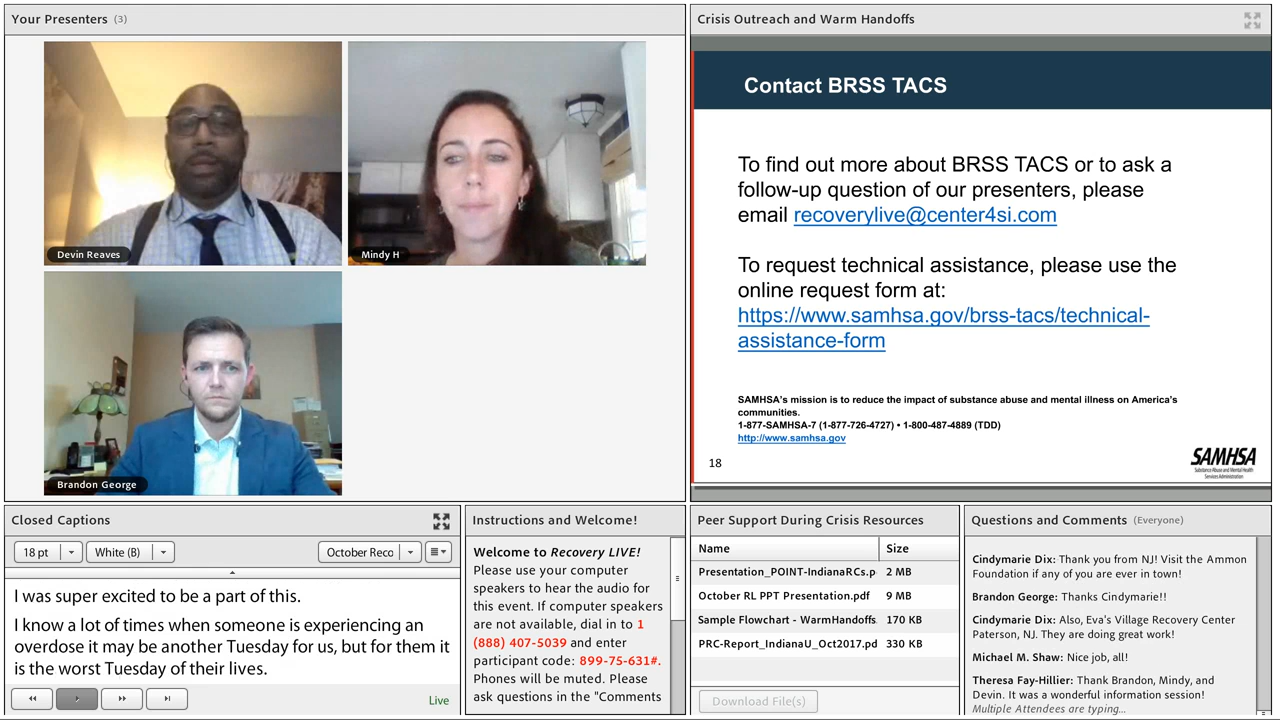 Your Presenters (3)
Devin Reaves
Mindy H
Brandon George
Crisis Outreach and Warm Handoffs
Contact BRSS TACS
To find out more about BRSS TACS or to ask a
follow-up question of our presenters, please
email recoverylive@center4si.com
To request technical assistance, please use the
online request form at:
https://www.samhsa.gov/brss-tacs/technical-
assistance-form
SAMHSA's mission is to reduce the impact of substance abuse and mental illness on America's
communities.
1-877-SAMHSA-7 (1-877-726-4727) • 1-800-487-4889 (TDD)
http://www.samhsa.gov
18
SAMHSA
Substance Abuse and Mental Health
Services Administration
Closed Captions
18 pt
White (B)
October Reco
I was super excited to be a part of this.
I know a lot of times when someone is experiencing an
overdose it may be another Tuesday for us, but for them it
is the worst Tuesday of their lives.
Live
Instructions and Welcome!
Welcome to Recovery LIVE!
Please use your computer
speakers to hear the audio for
this event. If computer speakers
are not available, dial in to 1
(888) 407-5039 and enter
participant code: 899-75-631#.
Phones will be muted. Please
ask questions in the "Comments
Peer Support During Crisis Resources
Name Size
Presentation_POINT-IndianaRCs.p 2 MB
October RL PPT Presentation.pdf 9 MB
Sample Flowchart - WarmHandoffs. 170 KB
PRC-Report_IndianaU_Oct2017.pd 330 KB
Download File(s)
Questions and Comments (Everyone)
Cindymarie Dix: Thank you from NJ! Visit the Ammon
Foundation if any of you are ever in town!
Brandon George: Thanks Cindymarie!!
Cindymarie Dix: Also, Eva's Village Recovery Center
Paterson, NJ. They are doing great work!
Michael M. Shaw: Nice job, all!
Theresa Fay-Hillier: Thank Brandon, Mindy, and
Devin. It was a wonderful information session!
Multiple Attendees are typing...